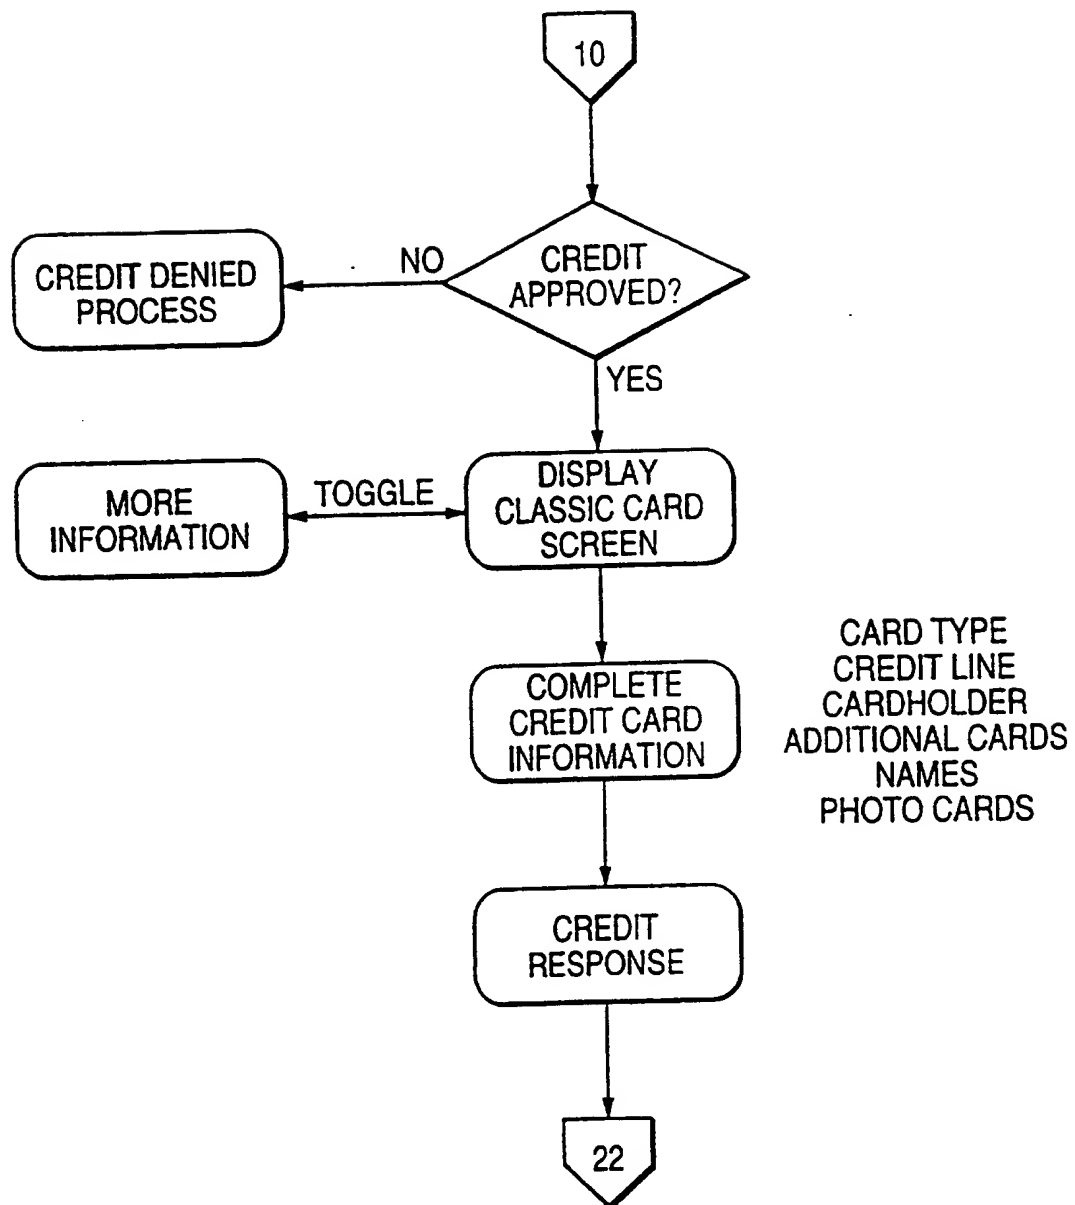 10
CREDIT
APPROVED?
NO
CREDIT DENIED
PROCESS
YES
DISPLAY
CLASSIC CARD
SCREEN
TOGGLE
MORE
INFORMATION
COMPLETE
CREDIT CARD
INFORMATION
CARD TYPE
CREDIT LINE
CARDHOLDER
ADDITIONAL CARDS
NAMES
PHOTO CARDS
CREDIT
RESPONSE
22